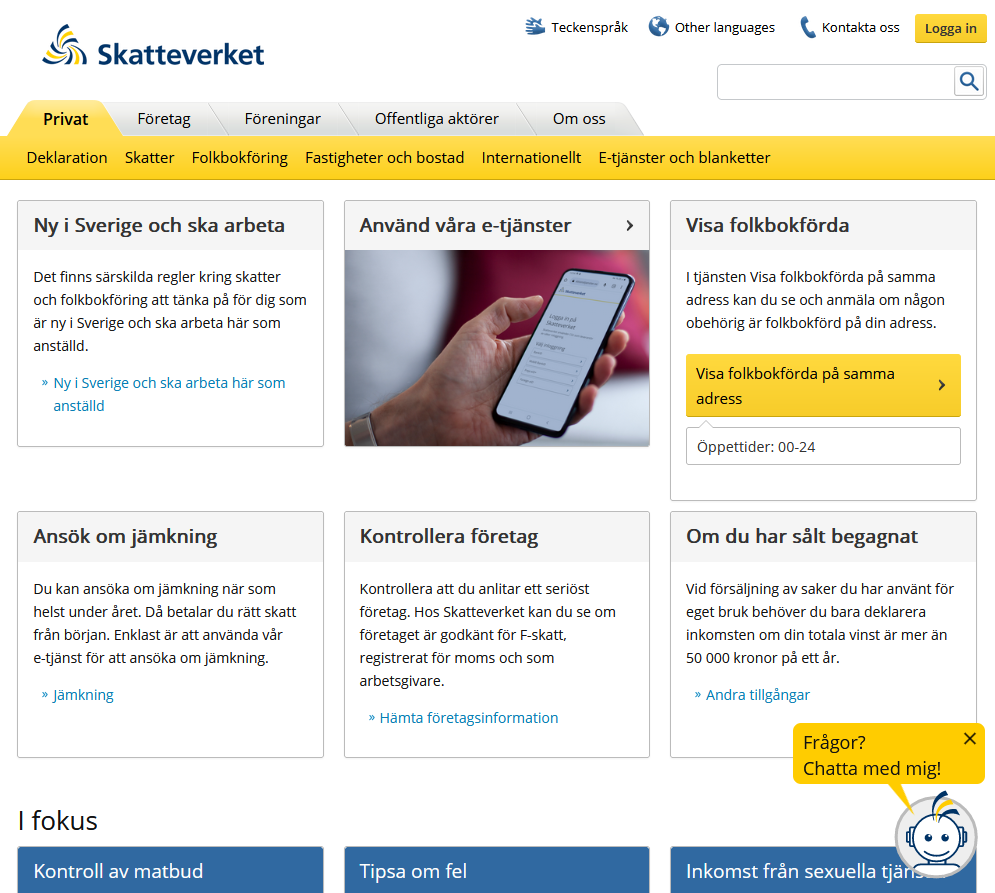 Teckenspråk
Other languages
Kontakta oss
Logga in
Skatteverket
Privat
Företag
Föreningar
Offentliga aktörer
Om oss
Deklaration
Skatter
Folkbokföring
Fastigheter och bostad
Internationellt
E-tjänster och blanketter
Ny i Sverige och ska arbeta
Det finns särskilda regler kring skatter
och folkbokföring att tänka på för dig som
är ny i Sverige och ska arbeta här som
anställd.
» Ny i Sverige och ska arbeta här som
anställd
Använd våra e-tjänster
Skatteverket
Logga in på
Skatteverket
Välj inloggning
Visa folkbokförda
I tjänsten Visa folkbokförda på samma
adress kan du se och anmäla om någon
obehörig är folkbokförd på din adress.
Visa folkbokförda på samma
adress
Öppettider: 00-24
Ansök om jämkning
Du kan ansöka om jämkning när som
helst under året. Då betalar du rätt skatt
från början. Enklast är att använda vår
e-tjänst för att ansöka om jämkning.
» Jämkning
Kontrollera företag
Kontrollera att du anlitar ett seriöst
företag. Hos Skatteverket kan du se om
företaget är godkänt för F-skatt,
registrerat för moms och som
arbetsgivare.
» Hämta företagsinformation
Om du har sålt begagnat
Vid försäljning av saker du har använt för
eget bruk behöver du bara deklarera
inkomsten om din totala vinst är mer än
50 000 kronor på ett år.
» Andra tillgångar
Frågor?
Chatta med mig!
I fokus
Kontroll av matbud
Tipsa om fel
Inkomst från sexuella